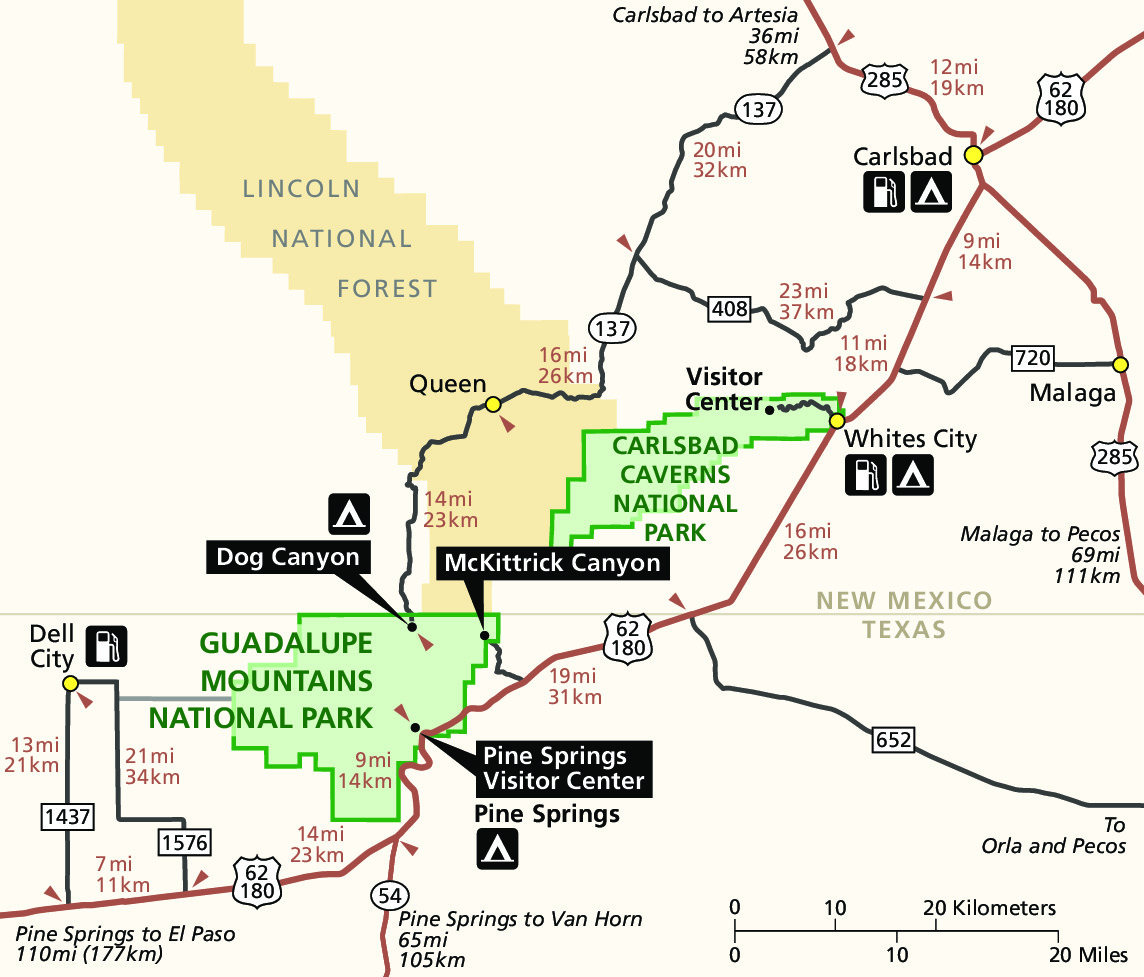 Carlsbad to Artesia
36mi
58km
285
12mi
19km
62
180
137
20mi
32km
Carlsbad
LINCOLN
NATIONAL
FOREST
9mi
14km
23mi
37km
408
137
11mi
18km
16mi
26km
720
Queen
Visitor
Center
Malaga
Whites City
CARLSBAD
CAVERNS
NATIONAL
PARK
285
14mi
23km
16mi
26km
Malaga to Pecos
69mi
111km
Dog Canyon
McKittrick Canyon
NEW MEXICO
TEXAS
Dell
City
GUADALUPE
MOUNTAINS
NATIONAL PARK
62
180
19mi
31km
13mi
21km
21mi
34km
9mi
14km
Pine Springs
Visitor Center
652
Pine Springs
1437
1576
14mi
23km
To
Orla and Pecos
7mi
11km
62
180
54
Pine Springs to Van Horn
65mi
105km
Pine Springs to El Paso
110mi (177km)
0 10 20 Kilometers
0 10 20 Miles